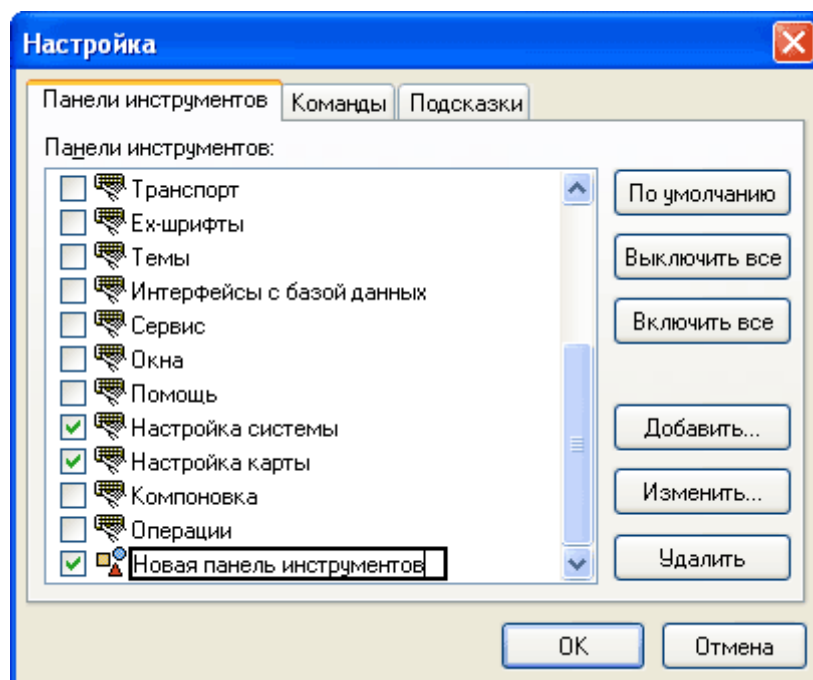 Настройка
Панели инструментов Команды Подсказки
Панели инструментов:
Транспорт
Ех-шрифты
Темы
Интерфейсы с базой данных
Сервис
Окна
Помощь
Настройка системы
Настройка карты
Компоновка
Операции
Новая панель инструментов
По умолчанию
Выключить все
Включить все
Добавить...
Изменить...
Удалить
OK Отмена